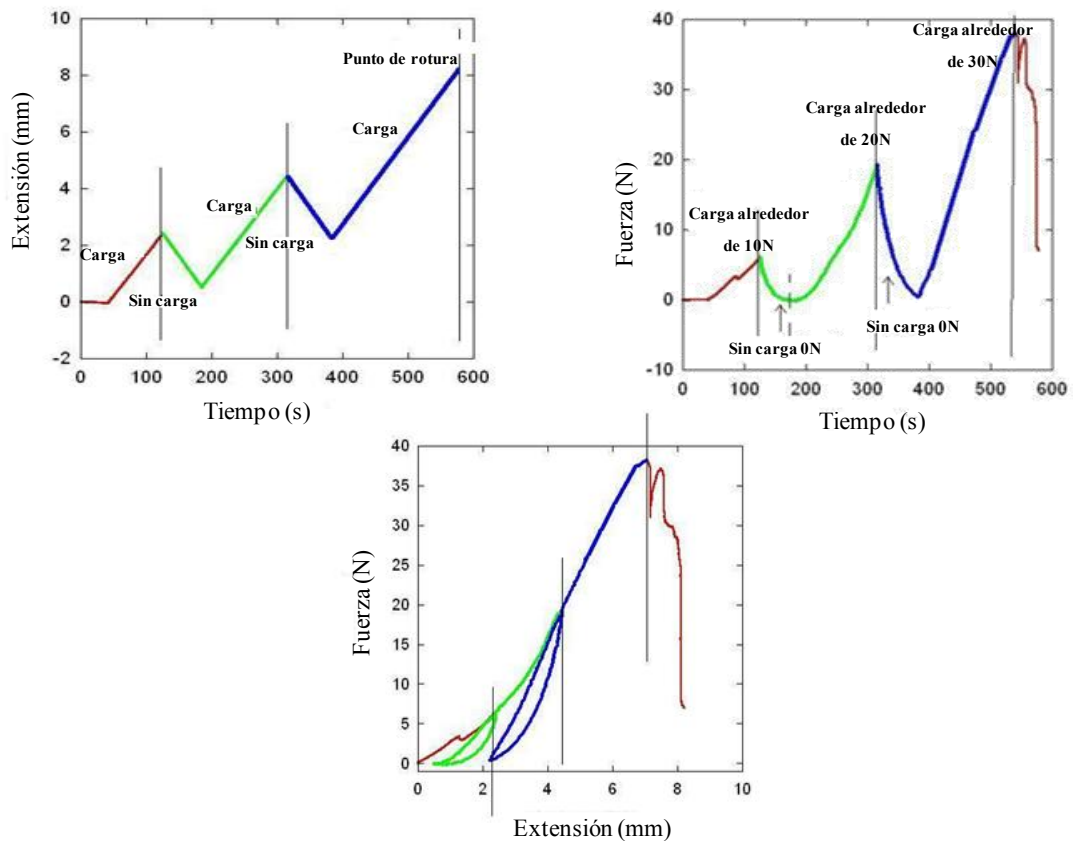 10
8
6
4
2
0
-2
Extensión (mm)
Punto de rotura
Carga
Carga
Carga
Sin carga
Sin carga
0 100 200 300 400 500 600
Tiempo (s)
40
30
20
10
0
-10
Fuerza (N)
Carga alrededor
de 30N
Carga alrededor
de 20N
Carga alrededor
de 10N
Sin carga 0N
Sin carga 0N
0 100 200 300 400 500 600
Tiempo (s)
40
35
30
25
20
15
10
5
0
Fuerza (N)
0 2 4 6 8 10
Extensión (mm)